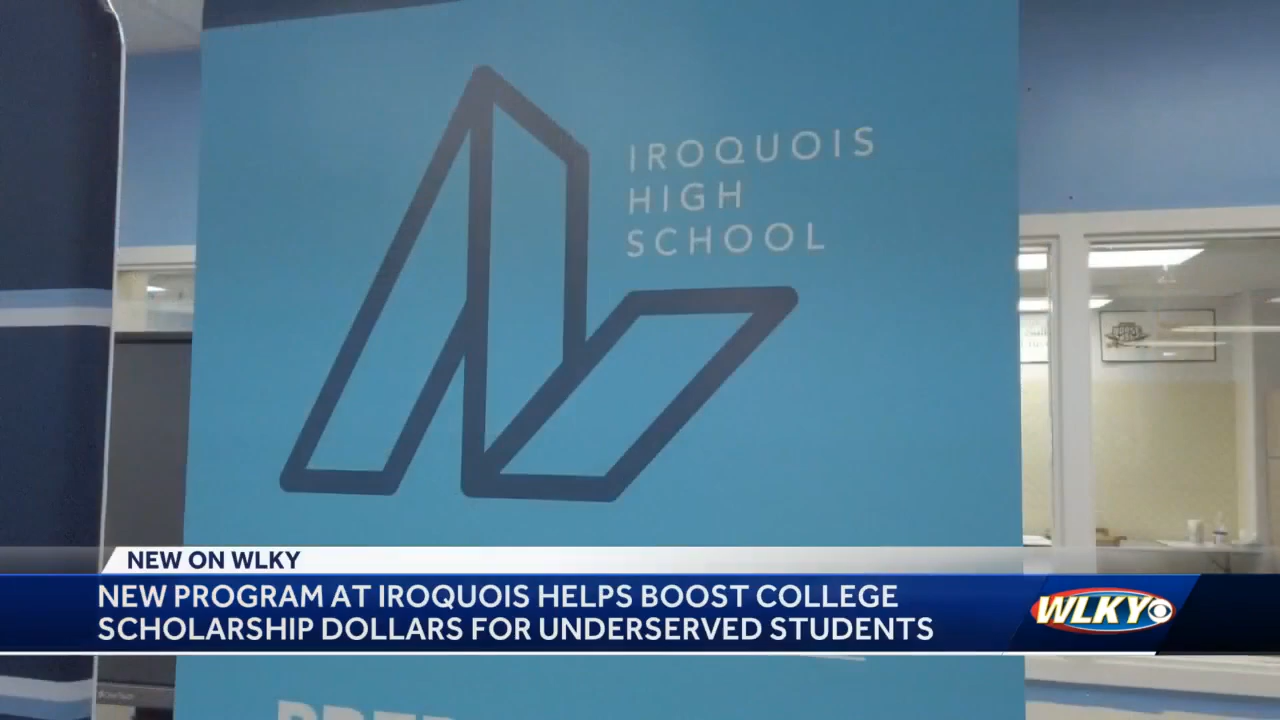 IROQUOIS
HIGH
SCHOOL
NEW ON WLKY
NEW PROGRAM AT IROQUOIS HELPS BOOST COLLEGE
SCHOLARSHIP DOLLARS FOR UNDERSERVED STUDENTS
WLKY